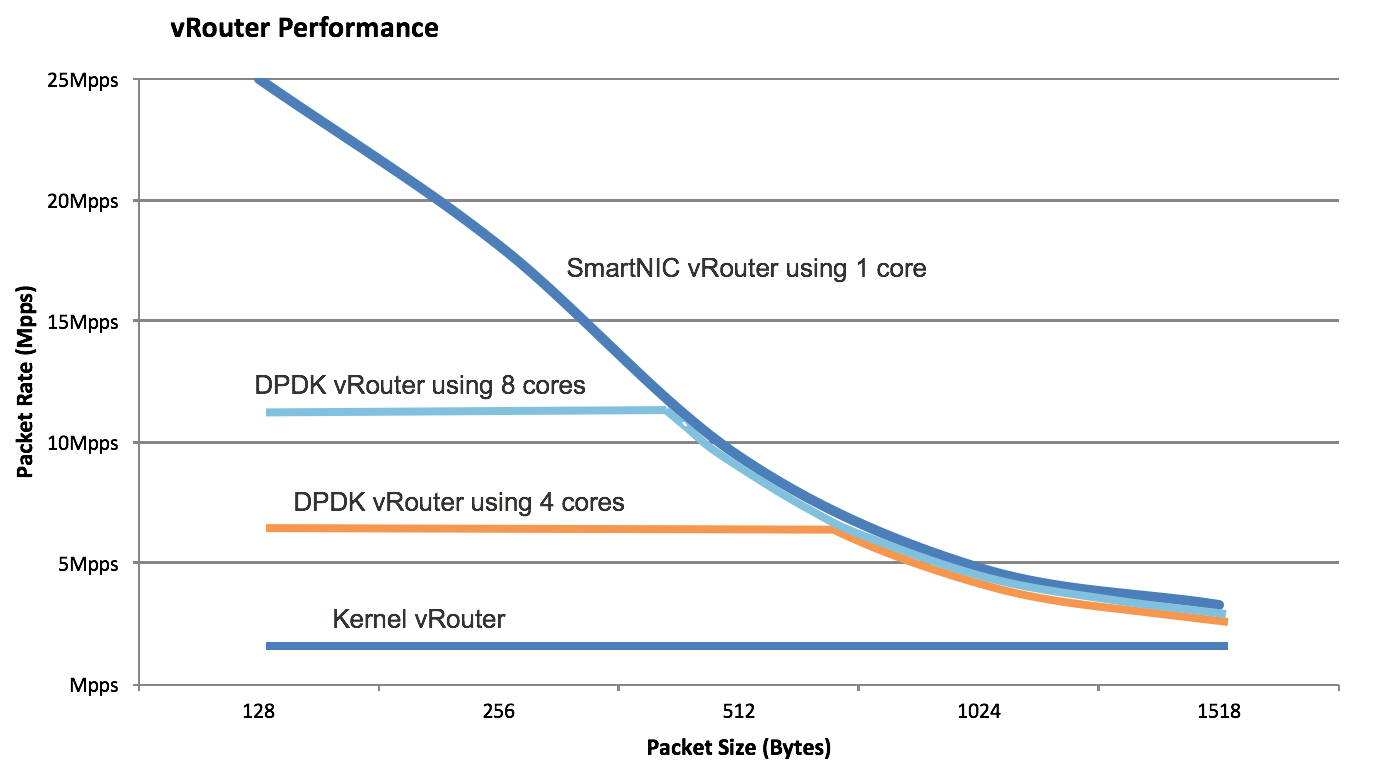 vRouter Performance
25Mpps
20Mpps
SmartNIC vRouter using 1 core
15Mpps
DPDK vRouter using 8 cores
10Mpps
DPDK vRouter using 4 cores
5Mpps
Kernel vRouter
Mpps
Packet Rate (Mpps)
128 256 512 1024 1518
Packet Size (Bytes)